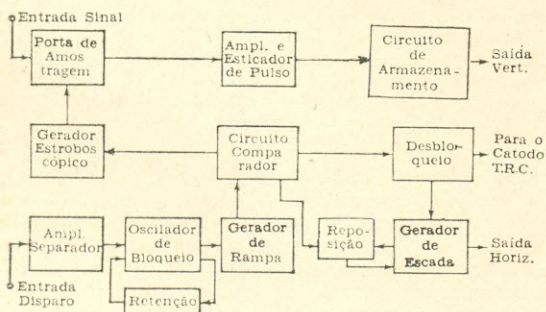 Entrada Sinal
Porta de
Amos
tragem
Ampl. e
Esticador
de Pulso
Circuito
de
Armazena-
mento
Saída
Vert.
Gerador
Estrobos
cópico
Circuito
Compa
rador
Desblo-
queio
Para o
Catodo
T.R.C.
Ampl.
Separador
Oscilador
de
Bloqueio
Gerador
de
Rampa
Repo-
sição
Gerador
de
Escada
Saída
Horiz.
Entrada
Disparo
Retenção